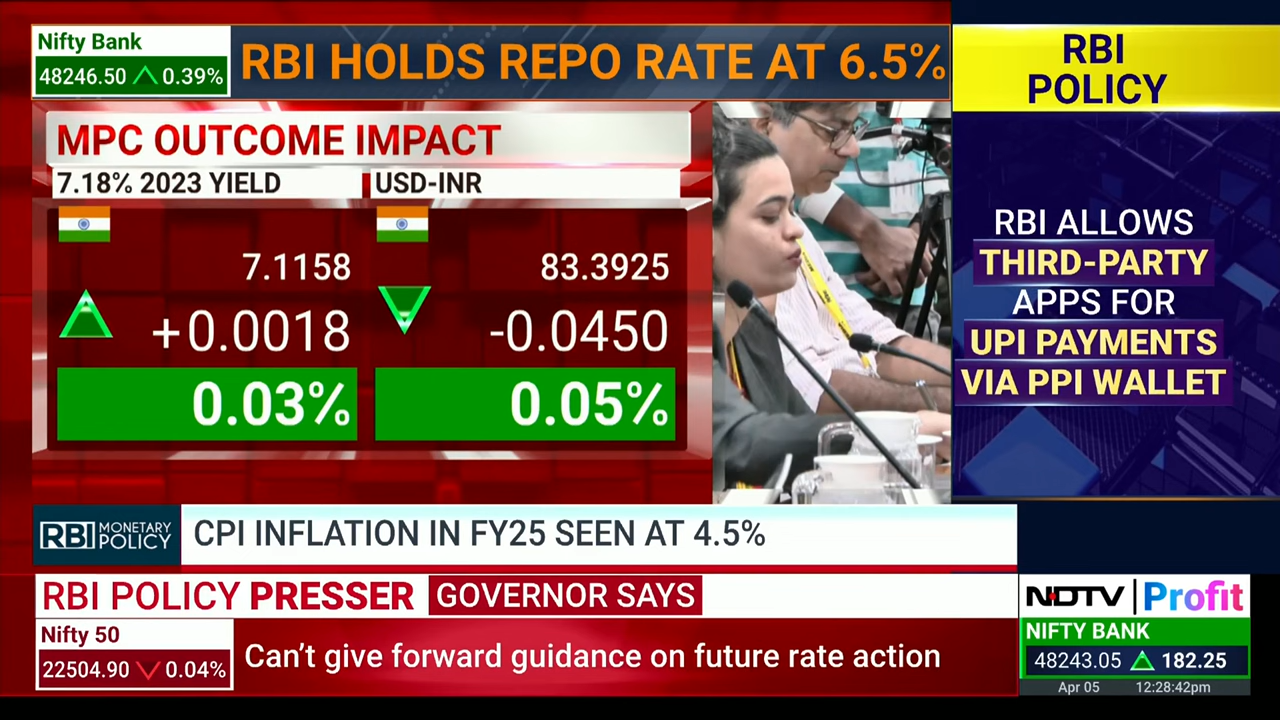 Nifty Bank
48246.50 0.39%
RBI HOLDS REPO RATE AT 6.5%
RBI
POLICY
MPC OUTCOME IMPACT
7.18% 2023 YIELD
7.1158
+0.0018
0.03%
USD-INR
83.3925
-0.0450
0.05%
RBI ALLOWS
THIRD-PARTY
APPS FOR
UPI PAYMENTS
VIA PPI WALLET
RBI MONETARY
POLICY
CPI INFLATION IN FY25 SEEN AT 4.5%
RBI POLICY PRESSER GOVERNOR SAYS
Nifty 50
22504.90 0.04%
Can't give forward guidance on future rate action
NDTV Profit
NIFTY BANK
48243.05 182.25
Apr 05 12:28:42pm